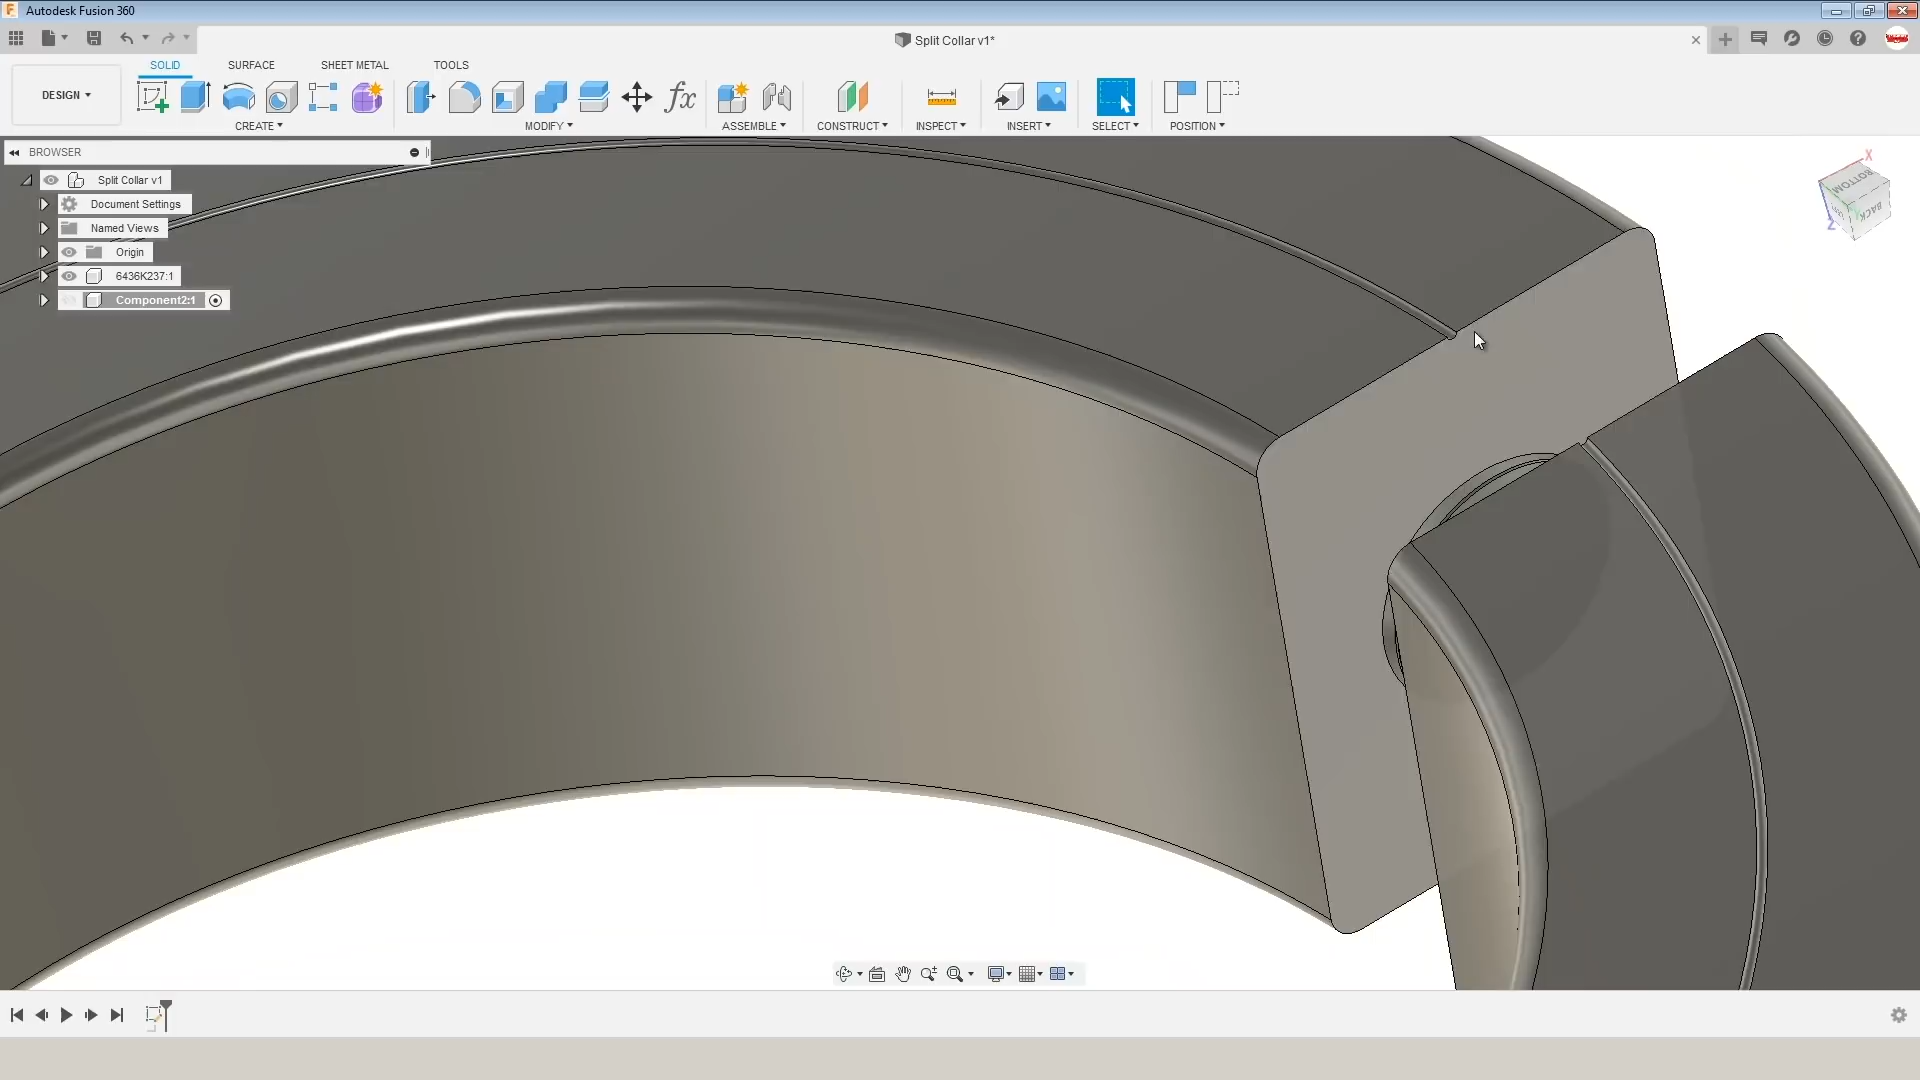 Autodesk Fusion 360
Split Collar v1*
SOLID
SURFACE
SHEET METAL
TOOLS
DESIGN
CREATE
MODIFY
ASSEMBLE
CONSTRUCT
INSPECT
INSERT
SELECT
POSITION
BROWSER
Split Collar v1
Document Settings
Named Views
Origin
6436K237:1
Component2:1
X
BOTTOM
BACK
Z